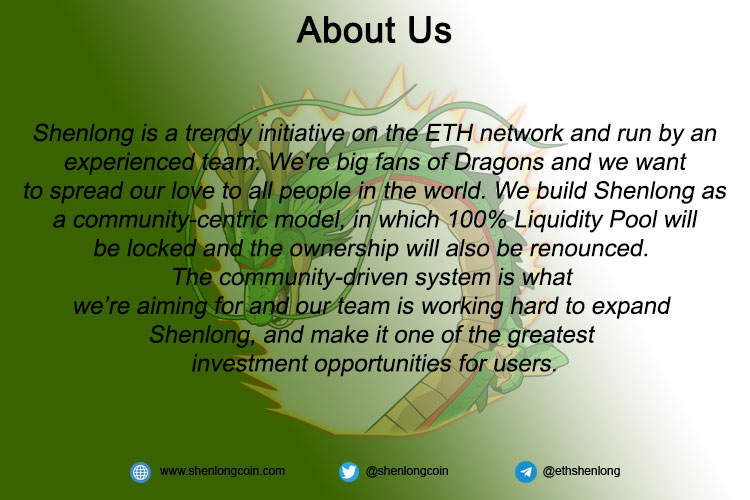 About Us
Shenlong is a trendy initiative on the ETH network and run by an
experienced team. We're big fans of Dragons and we want
to spread our love to all people in the world. We build Shenlong as
a community-centric model, in which 100% Liquidity Pool will
be locked and the ownership will also be renounced.
The community-driven system is what
we’re aiming for and our team is working hard to expand
Shenlong, and make it one of the greatest
investment opportunities for users.
www.shenlongcoin.com @shenlongcoin @ethshenlong